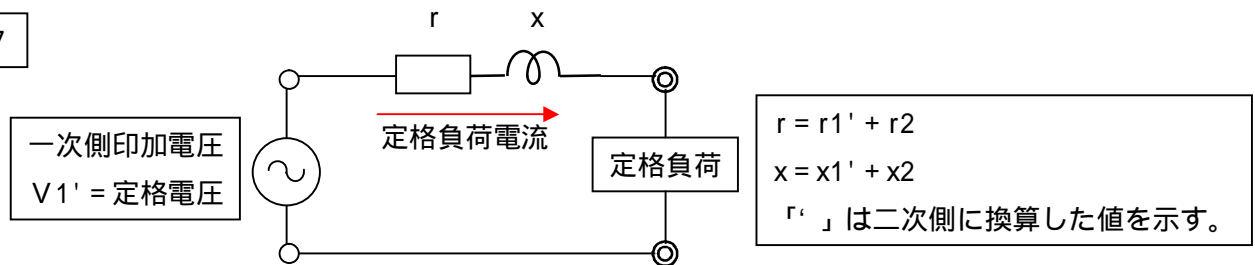 7
r x
一次側印加電圧
V1' = 定格電圧
定格負荷電流
定格負荷
r = r1' + r2
x = x1' + x2
「‘ 」は二次側に換算した値を示す。